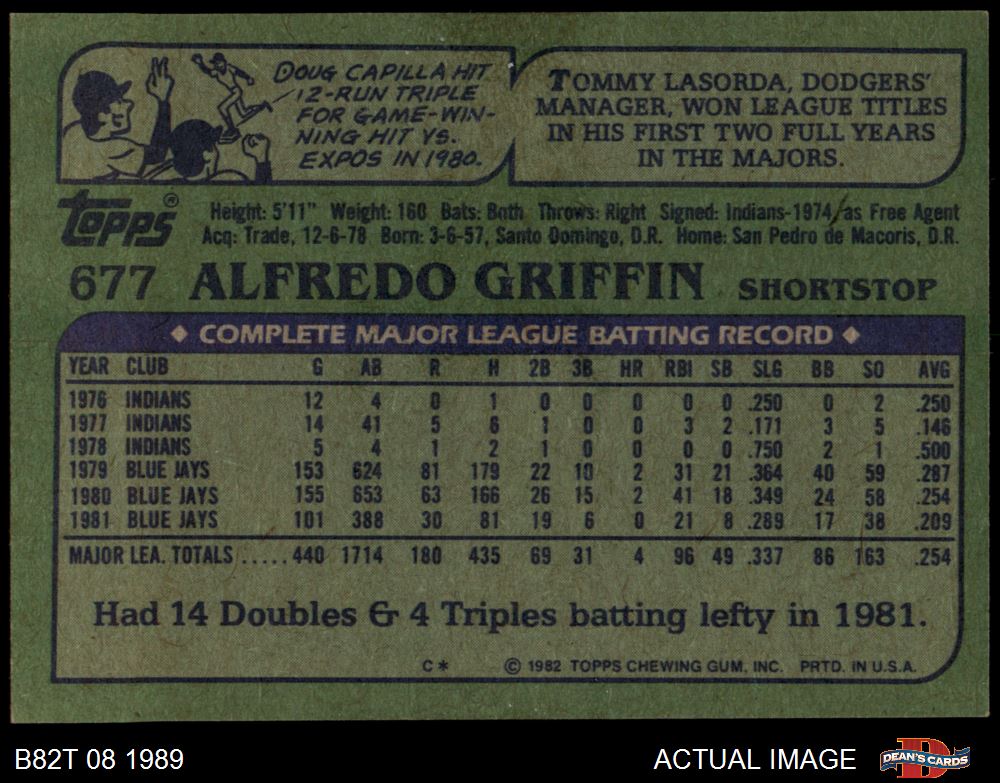 DOUG CAPILLA HIT
12-RUN TRIPLE
FOR GAME-WIN-
NING HIT VS.
EXPOS IN 1980.
TOMMY LASORDA, DODGERS'
MANAGER, WON LEAGUE TITLES
IN HIS FIRST TWO FULL YEARS
IN THE MAJORS.
TOPPS®
Height: 5'11" Weight: 160 Bats: Both Throws: Right Signed: Indians-1974, as Free Agent
Acq: Trade, 12-6-78 Born: 3-6-57, Santo Domingo, D.R. Home: San Pedro de Macoris, D.R.
677 ALFREDO GRIFFIN SHORTSTOP
◆ COMPLETE MAJOR LEAGUE BATTING RECORD ◆
YEAR CLUB G AB R H 2B 3B HR RBI SB SLG BB SO AVG
1976 INDIANS 12 4 0 1 0 0 0 0 0 .250 0 2 .250
1977 INDIANS 14 41 5 6 1 0 0 3 2 .171 3 5 .146
1978 INDIANS 5 4 1 2 1 0 0 0 0 .750 2 1 .500
1979 BLUE JAYS 153 624 81 179 22 10 2 31 21 .364 40 59 .287
1980 BLUE JAYS 155 653 63 166 26 15 2 41 18 .349 24 58 .254
1981 BLUE JAYS 101 388 30 81 19 6 0 21 8 .289 17 38 .209
MAJOR LEA. TOTALS ..... 440 1714 180 435 69 31 4 96 49 .337 86 163 .254
Had 14 Doubles & 4 Triples batting lefty in 1981.
C* © 1982 TOPPS CHEWING GUM, INC. PRTD. IN U.S.A.
B82T 08 1989 ACTUAL IMAGE DEAN'S CARDS